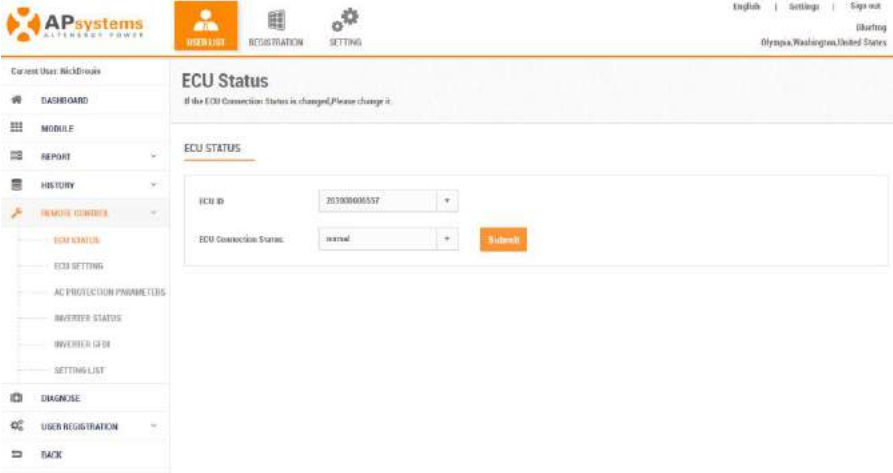 English | Settings | Sign out
APsystems
ALTENERGY POWER
USER LIST
REGISTRATION
SETTING
Bluefrog
Olympia,Washington,United States
Current User: NickDrouin
DASHBOARD
MODULE
REPORT
HISTORY
REMOTE CONTROL
ECU STATUS
ECU SETTING
AC PROTECTION PARAMETERS
INVERTER STATUS
INVERTER GFDI
SETTING LIST
DIAGNOSE
USER REGISTRATION
BACK
ECU Status
If the ECU Connection Status is changed,Please change it.
ECU STATUS
ECU ID
203000006557
ECU Connection Status:
normal
Submit